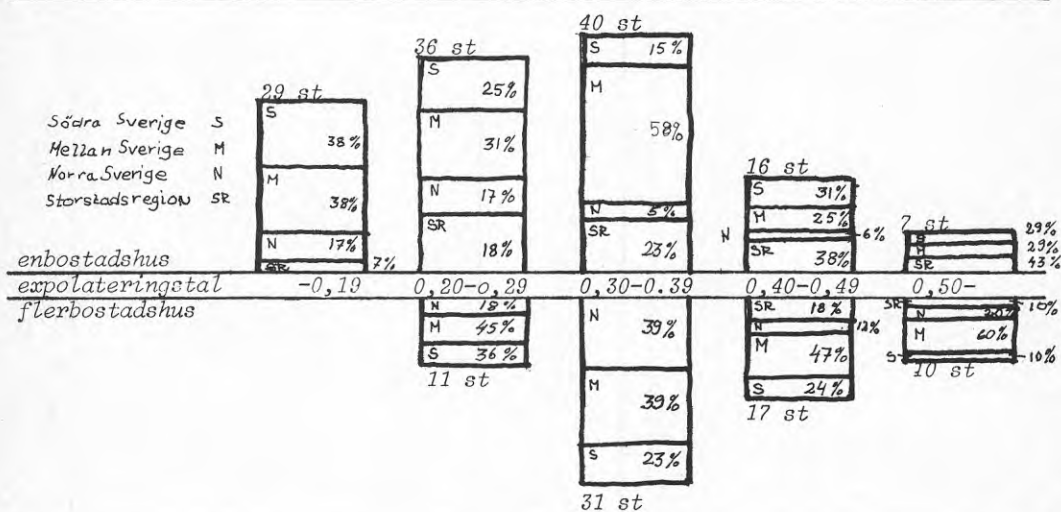 40 st
S 15%
M
58%
N 5%
SR
23%
36 st
S
25%
M
31%
N 17%
SR
18%
29 st
S
38%
M
38%
N 17%
SR 7%
Södra Sverige S
Mellan Sverige M
Norra Sverige N
Storstadsregion SR
16 st
S 31%
M 25%
N 6%
SR
38%
7 st
S 29%
M 29%
SR 43%
enbostadshus
expolateringstal -0,19 0,20-0,29 0,30-0.39 0,40-0,49 0,50-
flerbostadshus
N 18%
M 45%
S 36%
11 st
N
39%
M
39%
S 23%
31 st
SR 18%
N 12%
M
47%
S 24%
17 st
SR 10%
N 20%
M 60%
S 10%
10 st